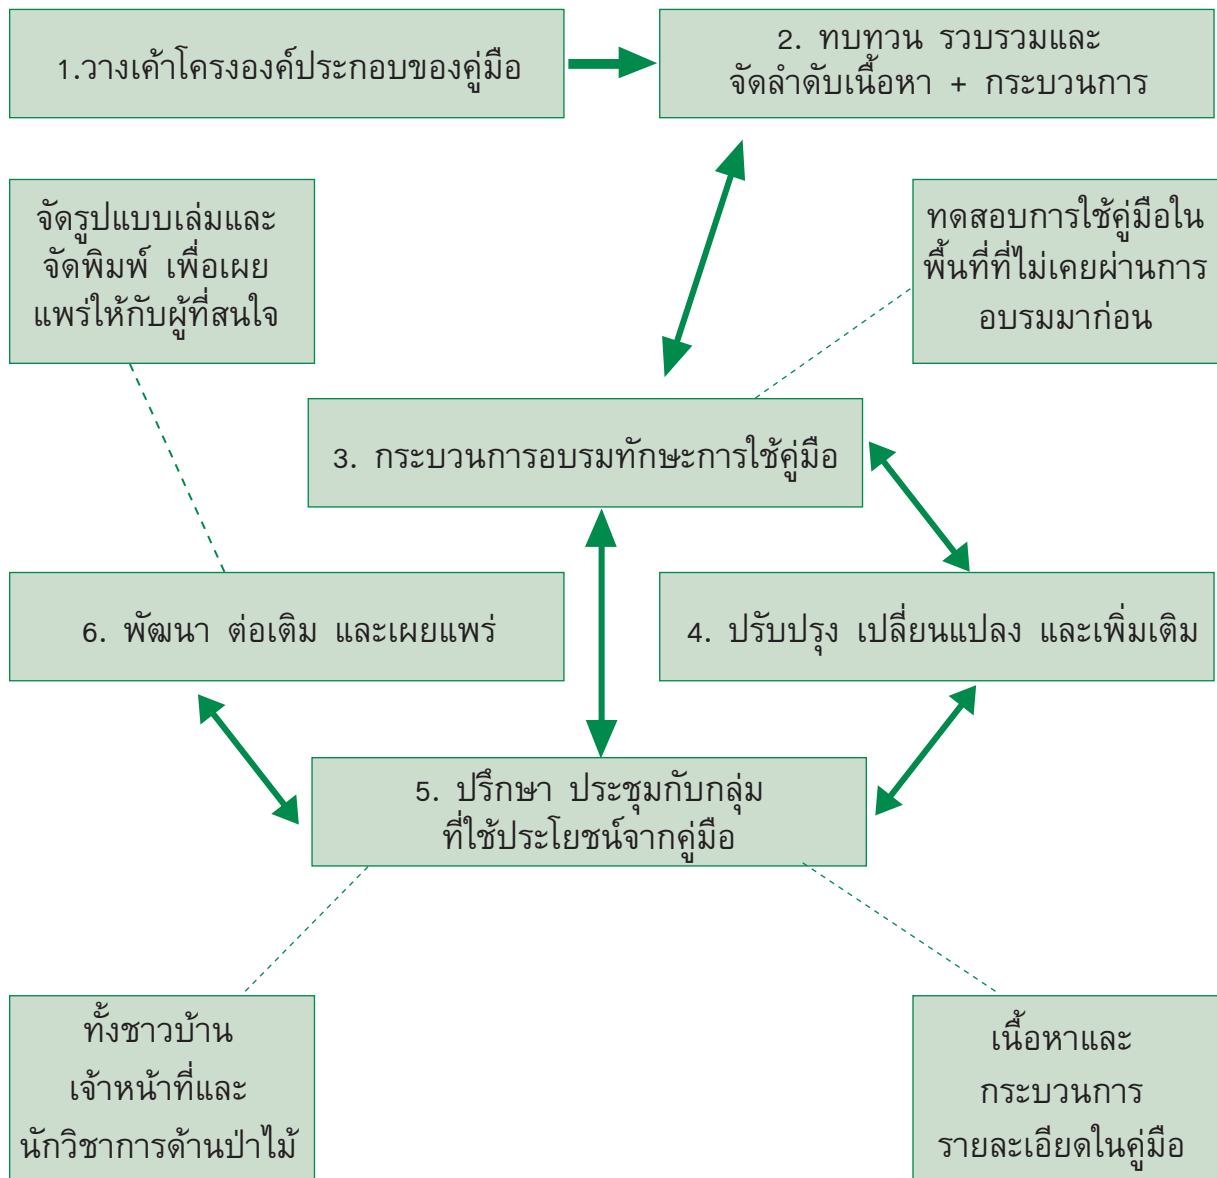 1.วางเค้าโครงองค์ประกอบของคู่มือ
2. ทบทวน รวบรวมและ
จัดลำดับเนื้อหา + กระบวนการ
จัดรูปแบบเล่มและ
จัดพิมพ์ เพื่อเผย
แพร่ให้กับผู้ที่สนใจ
ทดสอบการใช้คู่มือใน
พื้นที่ที่ไม่เคยผ่านการ
อบรมมาก่อน
3. กระบวนการอบรมทักษะการใช้คู่มือ
6. พัฒนา ต่อเติม และเผยแพร่
4. ปรับปรุง เปลี่ยนแปลง และเพิ่มเติม
5. ปรึกษา ประชุมกับกลุ่ม
ที่ใช้ประโยชน์จากคู่มือ
ทั้งชาวบ้าน
เจ้าหน้าที่และ
นักวิชาการด้านป่าไม้
เนื้อหาและ
กระบวนการ
รายละเอียดในคู่มือ